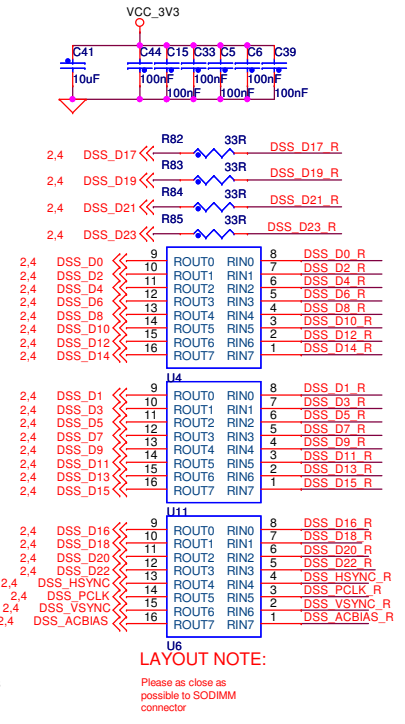 VCC_3V3
C41 C44 C15 C33 C5 C6 C39
10uF 100nF 100nF 100nF
100nF 100nF 100nF
R82 33R
2,4 DSS_D17 DSS_D17_R
R83 33R
2,4 DSS_D19 DSS_D19_R
R84 33R
2,4 DSS_D21 DSS_D21_R
R85 33R
2,4 DSS_D23 DSS_D23_R
2,4 DSS_D0 9 ROUT0 RIN0 8 DSS_D0_R
2,4 DSS_D2 10 ROUT1 RIN1 7 DSS_D2_R
2,4 DSS_D4 11 ROUT2 RIN2 6 DSS_D4_R
2,4 DSS_D6 12 ROUT3 RIN3 5 DSS_D6_R
2,4 DSS_D8 13 ROUT4 RIN4 4 DSS_D8_R
2,4 DSS_D10 14 ROUT5 RIN5 3 DSS_D10_R
2,4 DSS_D12 15 ROUT6 RIN6 2 DSS_D12_R
2,4 DSS_D14 16 ROUT7 RIN7 1 DSS_D14_R
U4
2,4 DSS_D1 9 ROUT0 RIN0 8 DSS_D1_R
2,4 DSS_D3 10 ROUT1 RIN1 7 DSS_D3_R
2,4 DSS_D5 11 ROUT2 RIN2 6 DSS_D5_R
2,4 DSS_D7 12 ROUT3 RIN3 5 DSS_D7_R
2,4 DSS_D9 13 ROUT4 RIN4 4 DSS_D9_R
2,4 DSS_D11 14 ROUT5 RIN5 3 DSS_D11_R
2,4 DSS_D13 15 ROUT6 RIN6 2 DSS_D13_R
2,4 DSS_D15 16 ROUT7 RIN7 1 DSS_D15_R
U11
2,4 DSS_D16 9 ROUT0 RIN0 8 DSS_D16_R
2,4 DSS_D18 10 ROUT1 RIN1 7 DSS_D18_R
2,4 DSS_D20 11 ROUT2 RIN2 6 DSS_D20_R
2,4 DSS_D22 12 ROUT3 RIN3 5 DSS_D22_R
2,4 DSS_HSYNC 13 ROUT4 RIN4 4 DSS_HSYNC_R
2,4 DSS_PCLK 14 ROUT5 RIN5 3 DSS_PCLK_R
2,4 DSS_VSYNC 15 ROUT6 RIN6 2 DSS_VSYNC_R
2,4 DSS_ACBIAS 16 ROUT7 RIN7 1 DSS_ACBIAS_R
U6
LAYOUT NOTE:
Please as close as
possible to SODIMM
connector